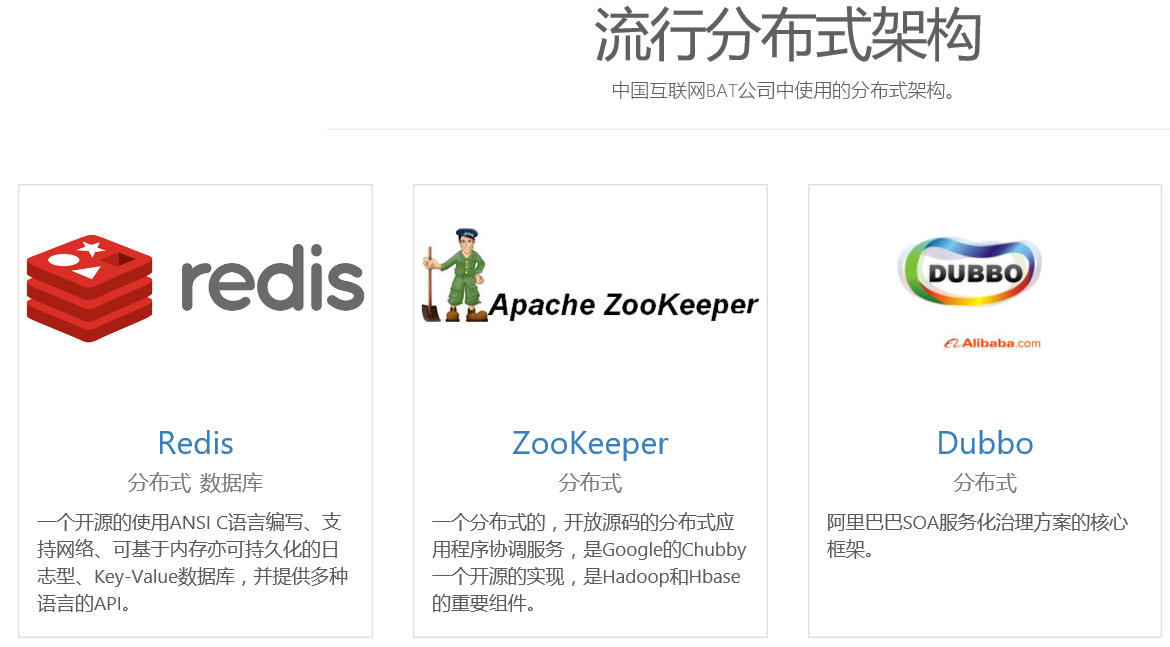 流行分布式架构
中国互联网BAT公司中使用的分布式架构。
redis
Apache ZooKeeper
DUBBO
Alibaba.com
Redis
分布式 数据库
一个开源的使用ANSI C语言编写、支
持网络、可基于内存亦可持久化的日
志型、Key-Value数据库，并提供多种
语言的API。
ZooKeeper
分布式
一个分布式的，开放源码的分布式应
用程序协调服务，是Google的Chubby
一个开源的实现，是Hadoop和Hbase
的重要组件。
Dubbo
分布式
阿里巴巴SOA服务化治理方案的核心
框架。